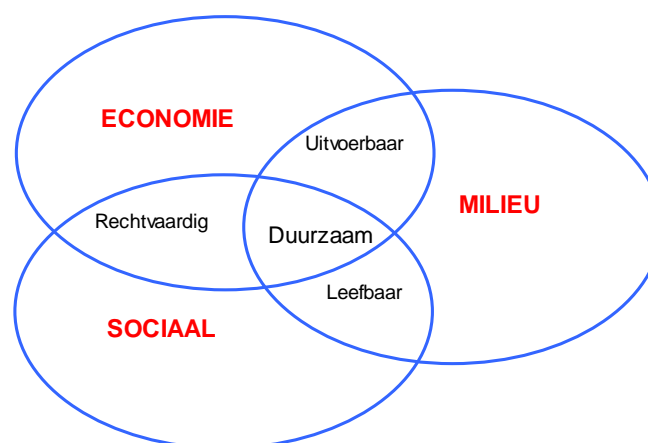 ECONOMIE
Uitvoerbaar
MILIEU
Rechtvaardig
Duurzaam
Leefbaar
SOCIAAL